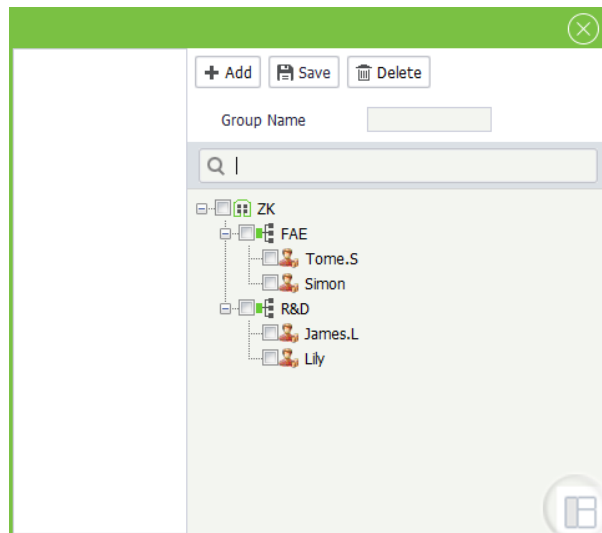 Add Save Delete
Group Name
ZK
FAE
Tome.S
Simon
R&D
James.L
Lily